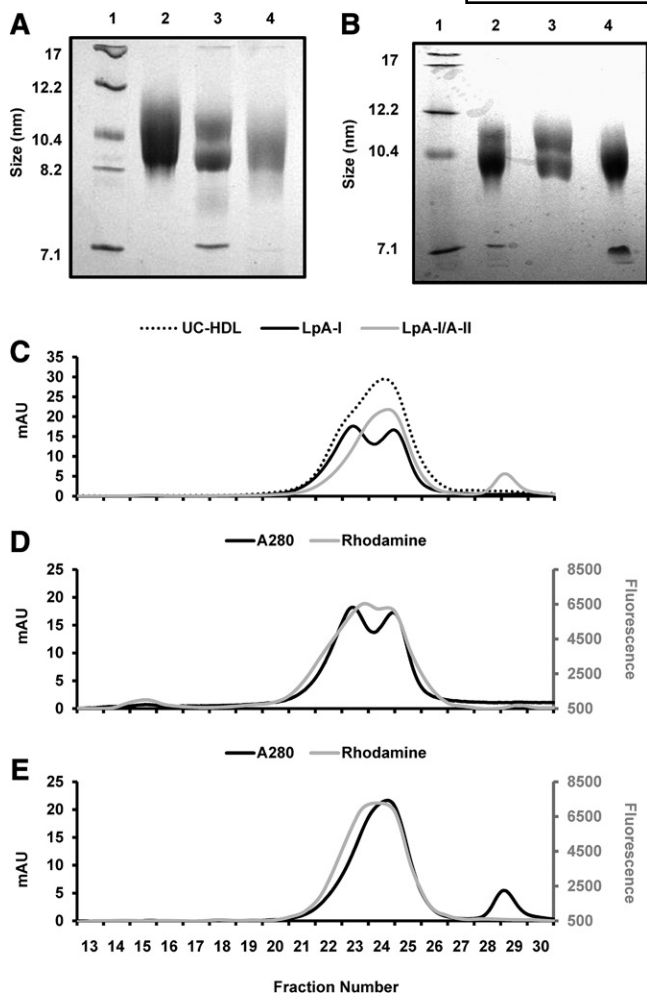 A
1 2 3 4
17
12.2
10.4
8.2
7.1
Size (nm)
B
1 2 3 4
17
12.2
10.4
7.1
Size (nm)
UC-HDL LpA-I LpA-I/A-II
C
35
30
25
20
15
10
5
0
mAU
A280 Rhodamine
D
25
20
15
10
5
0
mAU
8500
6500
4500
2500
500
Fluorescence
A280 Rhodamine
E
25
20
15
10
5
0
mAU
8500
6500
4500
2500
500
Fluorescence
13 14 15 16 17 18 19 20 21 22 23 24 25 26 27 28 29 30
Fraction Number